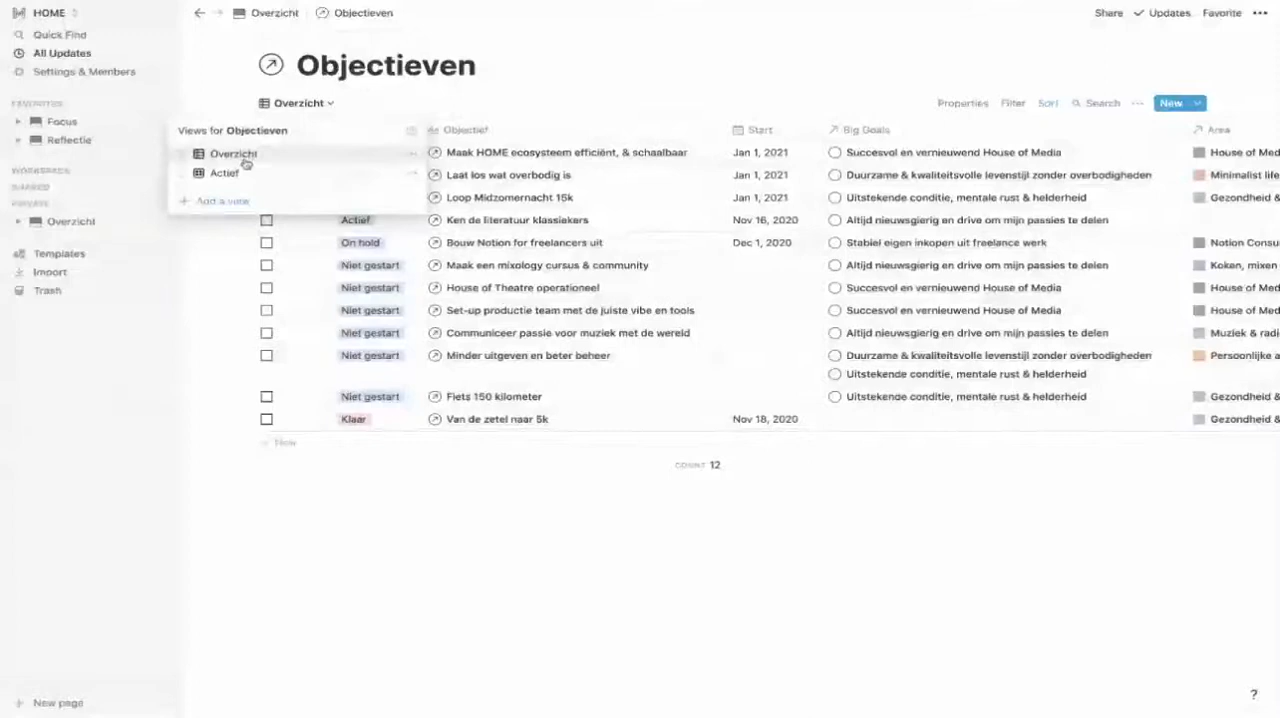 HOME
Quick Find
All Updates
Settings & Members
FAVORITES
Focus
Reflectie
WORKSPACE
SHARED
PRIVATE
Overzicht
Templates
Import
Trash
New page
Overzicht Objectieven
Share Updates Favorite
Objectieven
Overzicht
Properties Filter Sort Search New
Views for Objectieven
Overzicht
Actief
Add a view
Objectief Start Big Goals Area
Maak HOME ecosysteem efficiënt, & schaalbaar Jan 1, 2021 Succesvol en vernieuwend House of Media House of Med
Laat los wat overbodig is Jan 1, 2021 Duurzame & kwaliteitsvolle levenstijl zonder overbodigheden Minimalist life
Loop Midzomernacht 15k Jan 1, 2021 Uitstekende conditie, mentale rust & helderheid Gezondheid &
Actief Ken de literatuur klassiekers Nov 16, 2020 Altijd nieuwsgierig en drive om mijn passies te delen
On hold Bouw Notion for freelancers uit Dec 1, 2020 Stabiel eigen inkopen uit freelance werk Notion Consu
Niet gestart Maak een mixology cursus & community Altijd nieuwsgierig en drive om mijn passies te delen Koken, mixen
Niet gestart House of Theatre operationeel Succesvol en vernieuwend House of Media House of Med
Niet gestart Set-up productie team met de juiste vibe en tools Succesvol en vernieuwend House of Media House of Med
Niet gestart Communiceer passie voor muziek met de wereld Altijd nieuwsgierig en drive om mijn passies te delen Muziek & radi
Niet gestart Minder uitgeven en beter beheer Duurzame & kwaliteitsvolle levenstijl zonder overbodigheden Persoonlijke a
Uitstekende conditie, mentale rust & helderheid
Niet gestart Fiets 150 kilometer Uitstekende conditie, mentale rust & helderheid Gezondheid &
Klaar Van de zetel naar 5k Nov 18, 2020 Gezondheid &
New
COUNT 12
?